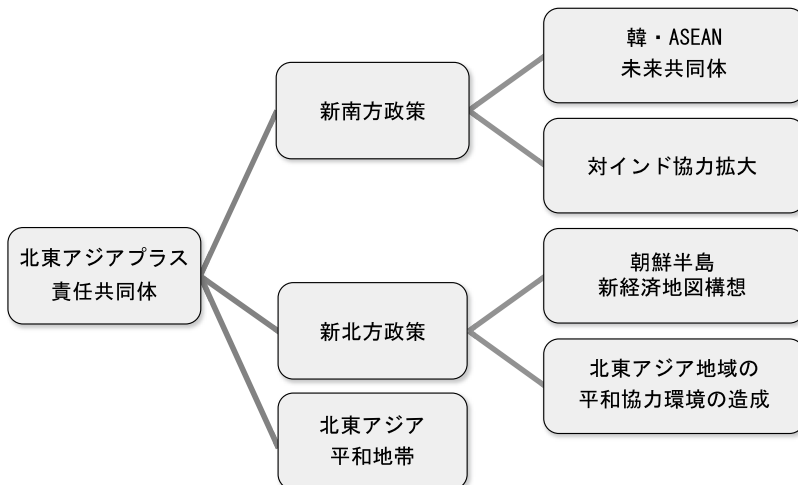 北東アジアプラス
責任共同体
新南方政策
韓・ASEAN
未来共同体
対インド協力拡大
新北方政策
朝鮮半島
新経済地図構想
北東アジア地域の
平和協力環境の造成
北東アジア
平和地帯